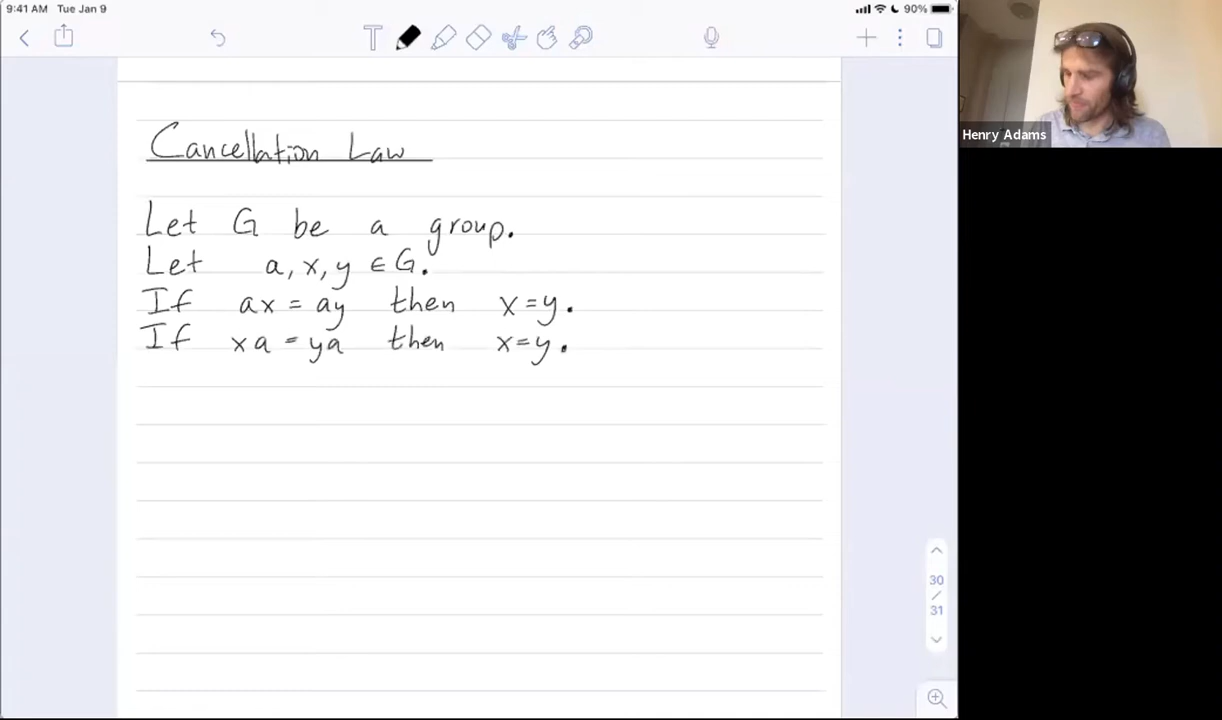 9:41 AM Tue Jan 9
90%
T
Henry Adams
Cancellation Law
Let G be a group.
Let a, x, y ∈ G.
If ax = ay then x = y.
If xa = ya then x = y.
30
/
31